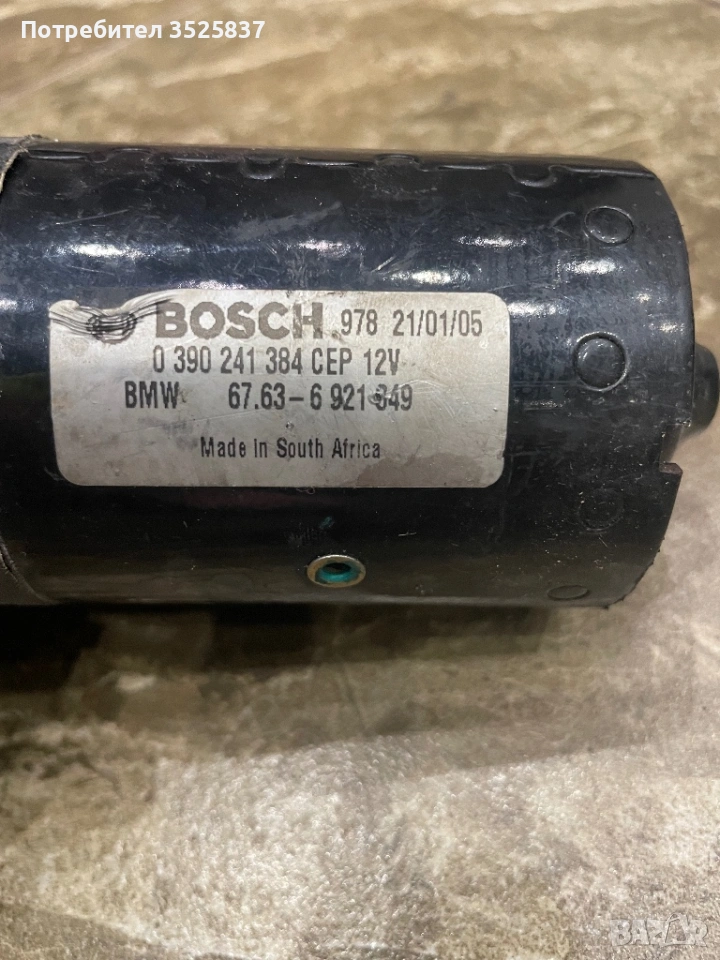 Потребител 3525837
BOSCH 978 21/01/05
0 390 241 384 CEP 12V
BMW 67.63-6 921 349
Made In South Africa
BAZAR